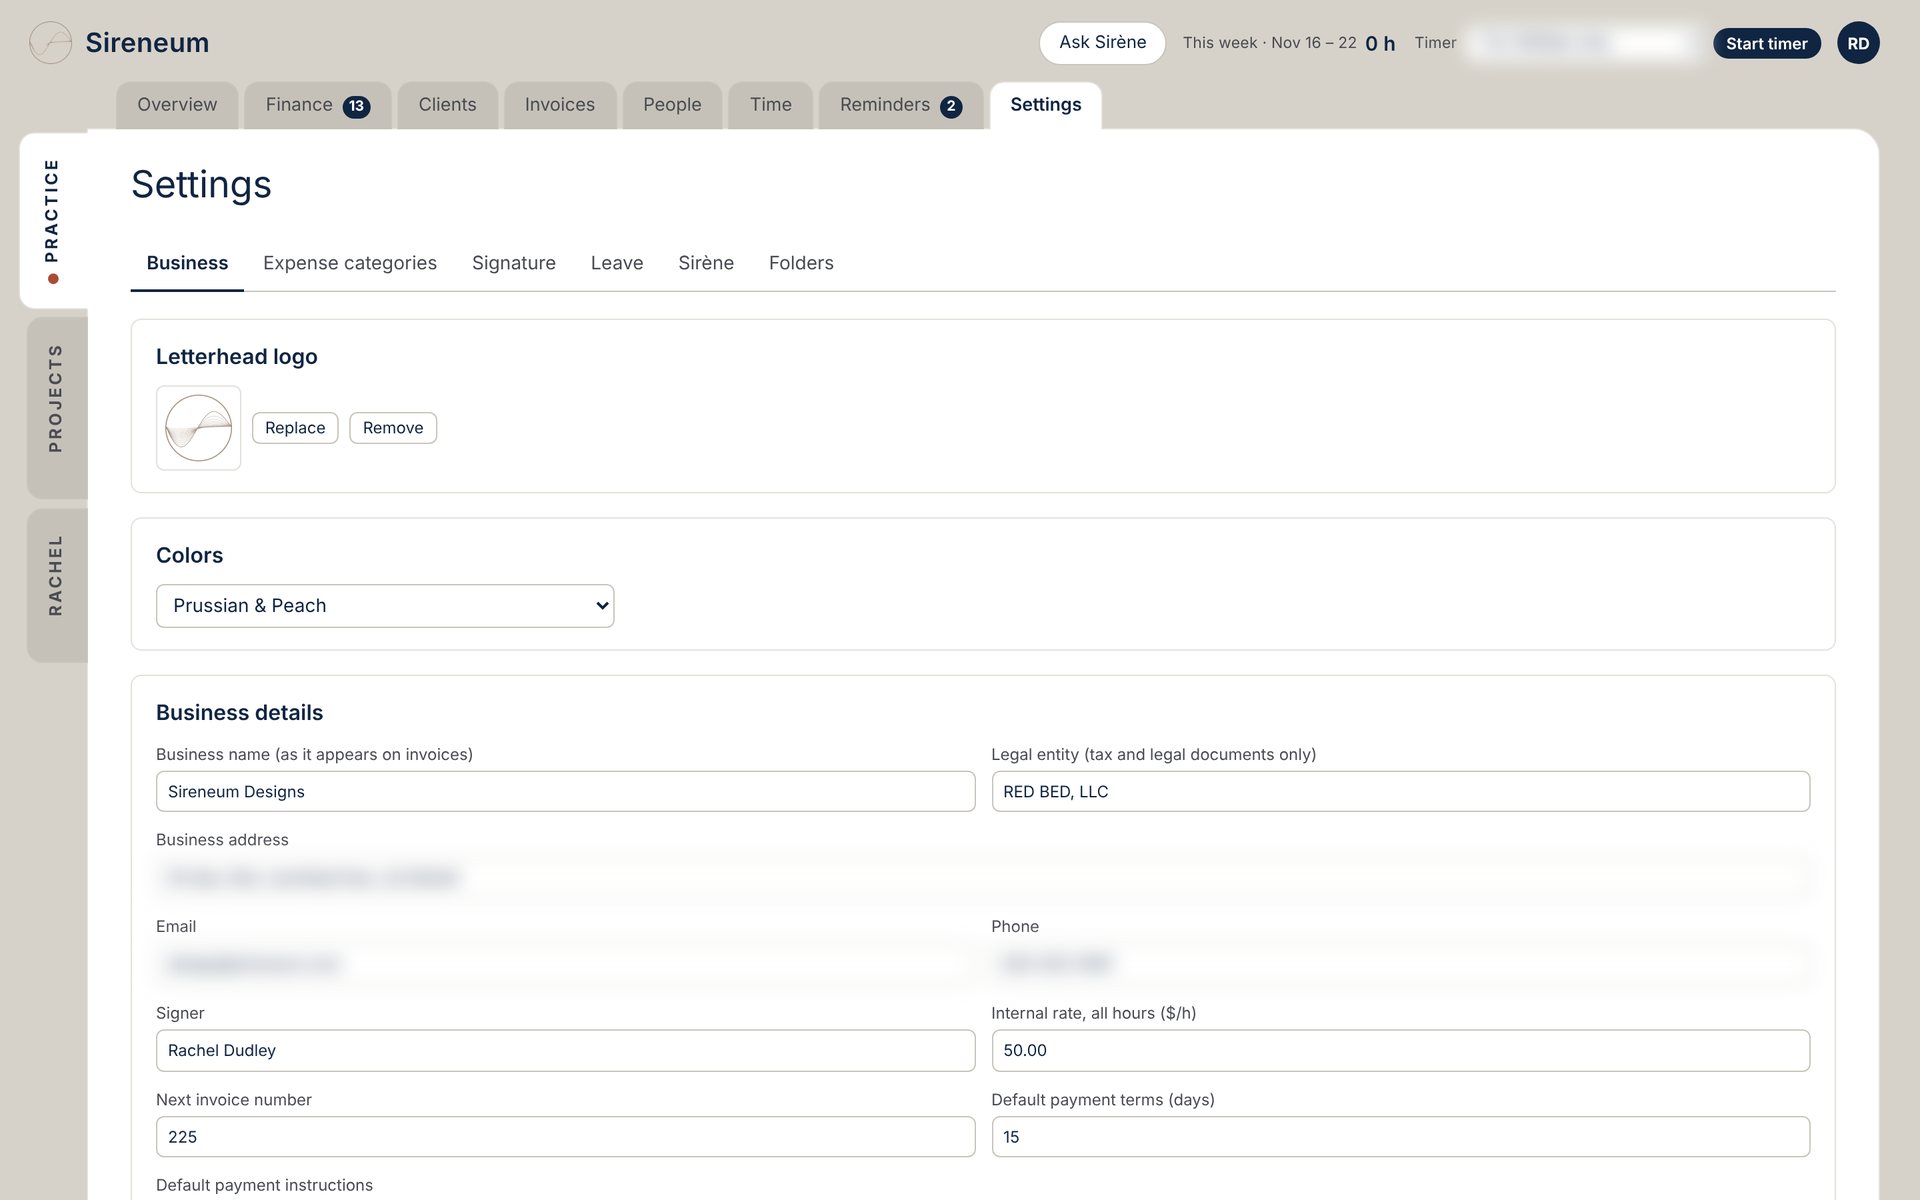 Sireneum
Ask Sirène
This week · Nov 16 – 22 0 h
Timer
Start timer
RD
Overview
Finance 13
Clients
Invoices
People
Time
Reminders 2
Settings
PRACTICE
PROJECTS
RACHEL
Settings
Business
Expense categories
Signature
Leave
Sirène
Folders
Letterhead logo
Replace
Remove
Colors
Prussian & Peach
Business details
Business name (as it appears on invoices)
Sireneum Designs
Legal entity (tax and legal documents only)
RED BED, LLC
Business address
Email
Phone
Signer
Rachel Dudley
Internal rate, all hours ($/h)
50.00
Next invoice number
225
Default payment terms (days)
15
Default payment instructions